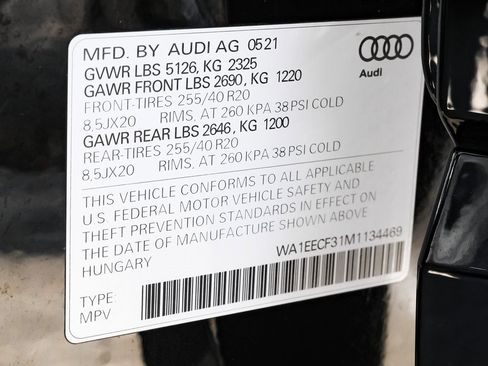 MFD. BY AUDI AG 0521
GVWR LBS 5126, KG 2325
GAWR FRONT LBS 2690, KG 1220
FRONT-TIRES 255/40 R20
8,5JX20 RIMS, AT 260 KPA 38 PSI COLD
GAWR REAR LBS 2646, KG 1200
REAR-TIRES 255/40 R20
8,5JX20 RIMS, AT 260 KPA 38 PSI COLD
Audi
THIS VEHICLE CONFORMS TO ALL APPLICABLE
U.S. FEDERAL MOTOR VEHICLE SAFETY AND
THEFT PREVENTION STANDARDS IN EFFECT ON
THE DATE OF MANUFACTURE SHOWN ABOVE
HUNGARY
WA1EECF31M1134469
TYPE:
MPV